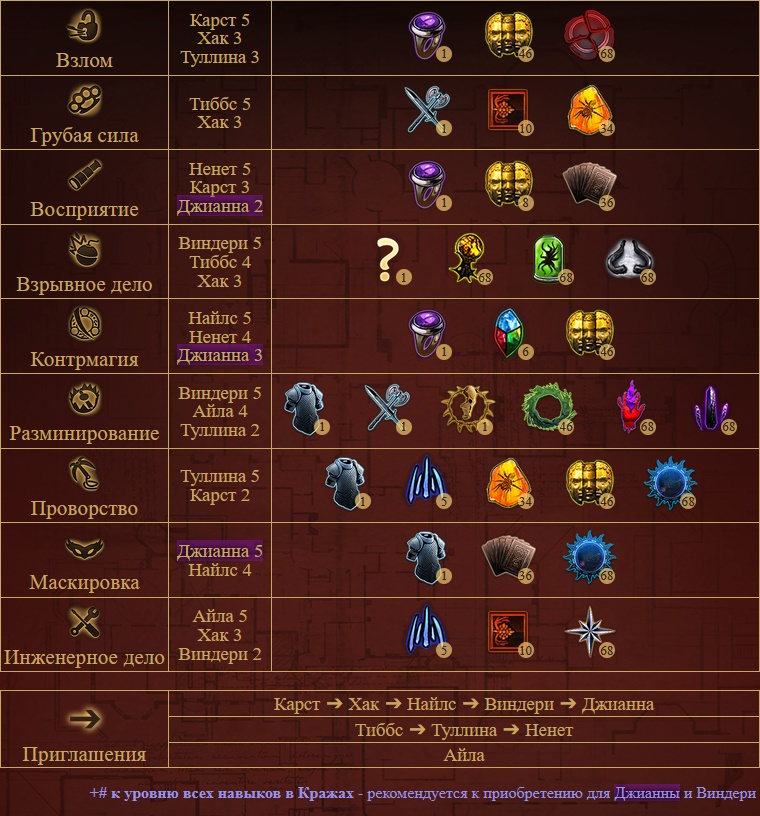 Карст 5
Хак 3
Туллина 3
Взлом
1 46 68
Тиббс 5
Хак 3
Грубая сила
1 10 34
Ненет 5
Карст 3
Джианна 2
Восприятие
1 8 36
Виндери 5
Тиббс 4
Хак 3
Взрывное дело
? 1 68 68 68
Найлс 5
Ненет 4
Джианна 3
Контрмагия
1 6 46
Виндери 5
Айла 4
Туллина 2
Разминирование
1 1 1 46 68 68
Туллина 5
Карст 2
Проворство
1 5 34 46 68
Джианна 5
Найлс 4
Маскировка
1 36 68
Айла 5
Хак 3
Виндери 2
Инженерное дело
5 10 68
Приглашения
Карст ➔ Хак ➔ Найлс ➔ Виндери ➔ Джианна
Тиббс ➔ Туллина ➔ Ненет
Айла
+# к уровню всех навыков в Кражах - рекомендуется к приобретению для Джианны и Виндери